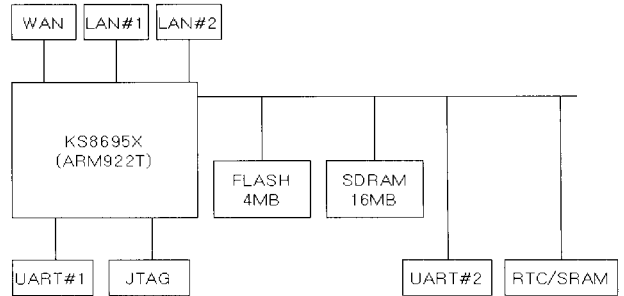 WAN
LAN#1
LAN#2
KS8695X
(ARM922T)
FLASH
4MB
SDRAM
16MB
UART#1
JTAG
UART#2
RTC/SRAM